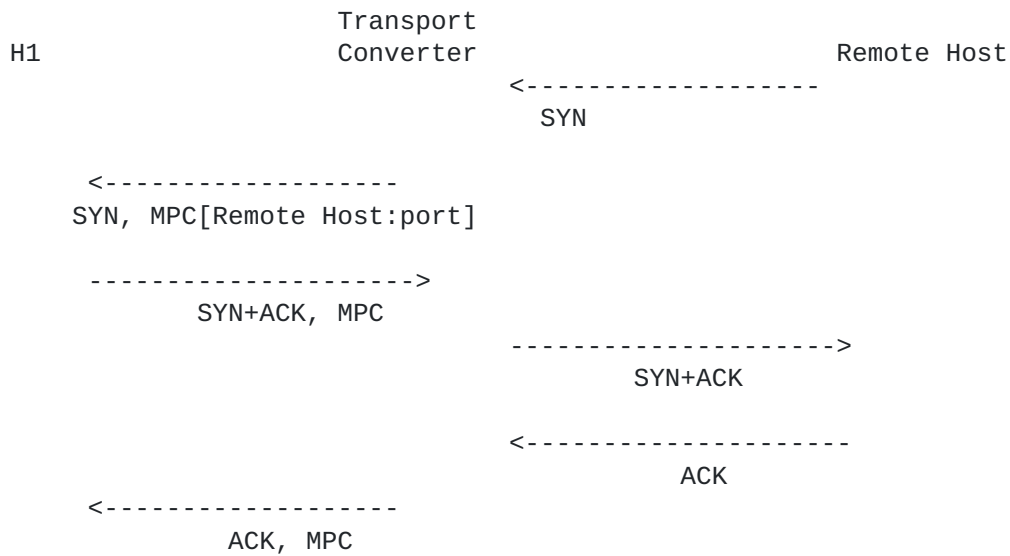 Transport
H1 Converter Remote Host
<--------------------
SYN
<-------------------
SYN, MPC[Remote Host:port]
--------------------->
SYN+ACK, MPC
--------------------->
SYN+ACK
<---------------------
ACK
<-------------------
ACK, MPC